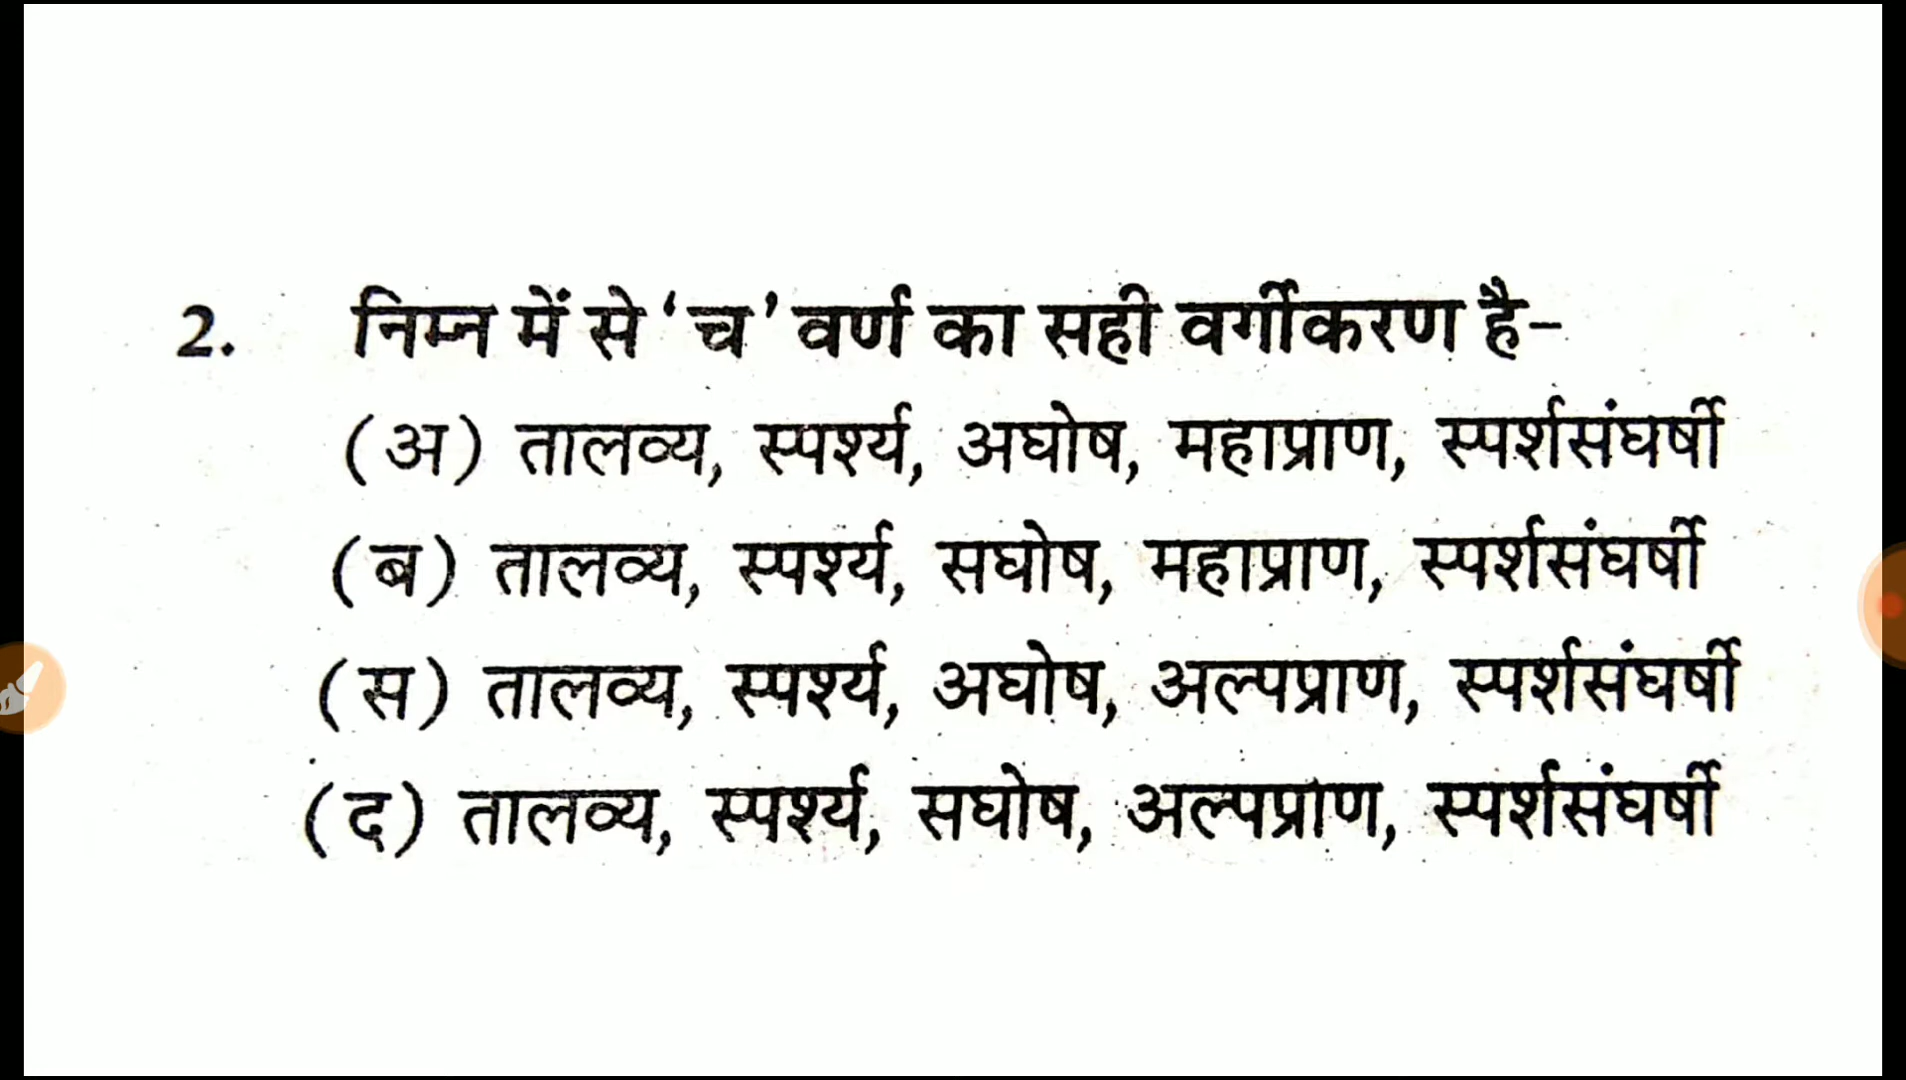 2. निम्न में से ‘च’ वर्ण का सही वर्गीकरण है–
(अ) तालव्य, स्पर्श्य, अघोष, महाप्राण, स्पर्शसंघर्षी
(ब) तालव्य, स्पर्श्य, सघोष, महाप्राण, स्पर्शसंघर्षी
(स) तालव्य, स्पर्श्य, अघोष, अल्पप्राण, स्पर्शसंघर्षी
(द) तालव्य, स्पर्श्य, सघोष, अल्पप्राण, स्पर्शसंघर्षी